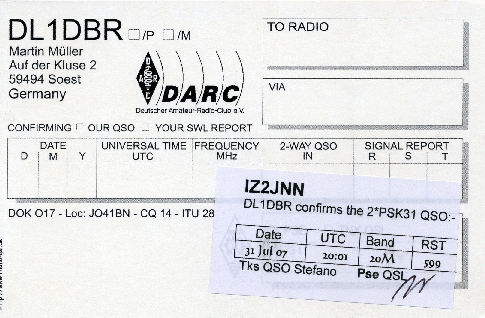 DL1DBR □/P □/M
Martin Müller
Auf der Kluse 2
59494 Soest
Germany
DARC
Deutscher Amateur-Radio-Club e.V.
TO RADIO
VIA
CONFIRMING □ OUR QSO □ YOUR SWL REPORT
DATE UNIVERSAL TIME FREQUENCY 2-WAY QSO SIGNAL REPORT
D M Y UTC MHz IN R S T
DOK O17 - Loc: JO41BN - CQ 14 - ITU 28
IZ2JNN
DL1DBR confirms the 2*PSK31 QSO:-
Date UTC Band RST
31 Jul 07 20:01 20M 599
Tks QSO Stefano Pse QSL